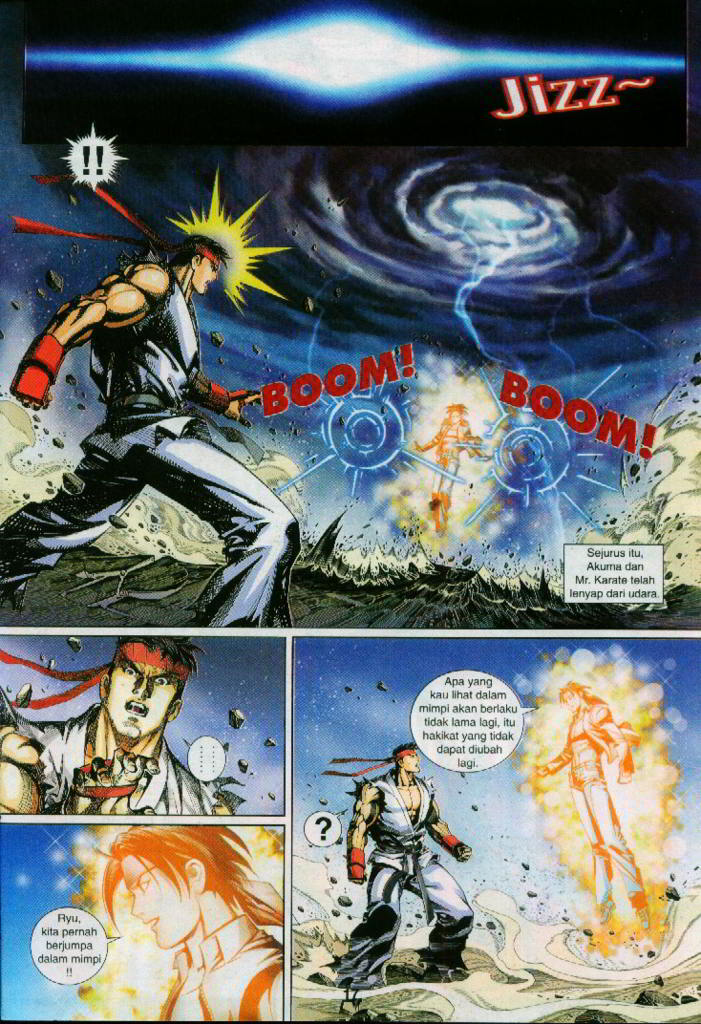 Jizz~
!!
BOOM!
BOOM!
Sejurus itu,
Akuma dan
Mr. Karate telah
lenyap dari udara.
......
Apa yang
kau lihat dalam
mimpi akan berlaku
tidak lama lagi, itu
hakikat yang tidak
dapat diubah
lagi.
?
Ryu,
kita pernah
berjumpa
dalam mimpi
!!
14